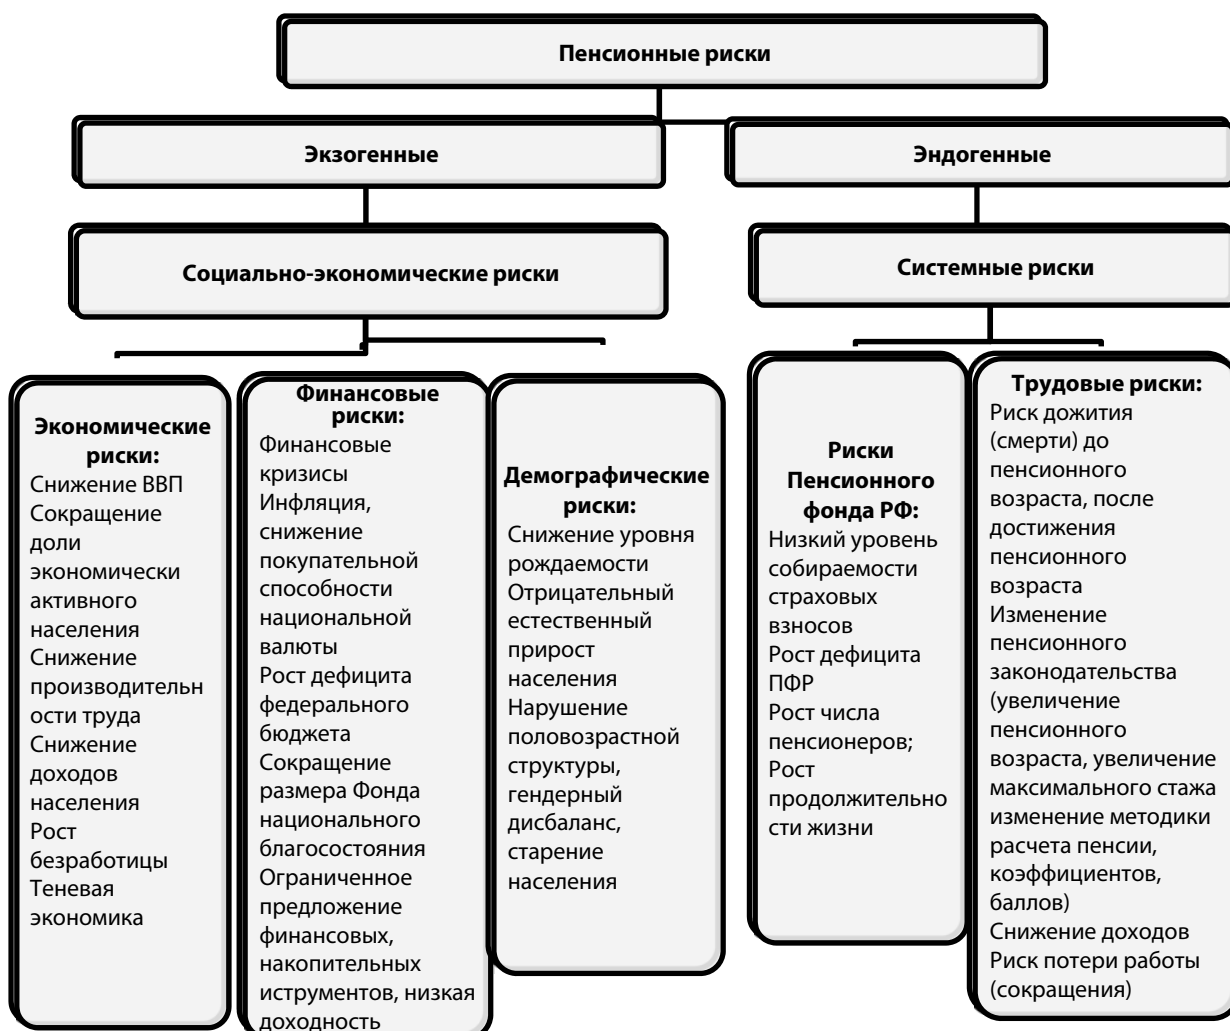 Пенсионные риски
Экзогенные
Эндогенные
Социально-экономические риски
Системные риски
Экономические
риски:
Снижение ВВП
Сокращение
доли
экономически
активного
населения
Снижение
производительн
ости труда
Снижение
доходов
населения
Рост
безработицы
Теневая
экономика
Финансовые
риски:
Финансовые
кризисы
Инфляция,
снижение
покупательной
способности
национальной
валюты
Рост дефицита
федерального
бюджета
Сокращение
размера Фонда
национального
благосостояния
Ограниченное
предложение
финансовых,
накопительных
иструментов, низкая
доходность
Демографические
риски:
Снижение уровня
рождаемости
Отрицательный
естественный
прирост
населения
Нарушение
половозрастной
структуры,
гендерный
дисбаланс,
старение
населения
Риски
Пенсионного
фонда РФ:
Низкий уровень
собираемости
страховых
взносов
Рост дефицита
ПФР
Рост числа
пенсионеров;
Рост
продолжительно
сти жизни
Трудовые риски:
Риск дожития
(смерти) до
пенсионного
возраста, после
достижения
пенсионного
возраста
Изменение
пенсионного
законодательства
(увеличение
пенсионного
возраста, увеличение
максимального стажа
изменение методики
расчета пенсии,
коэффициентов,
баллов)
Снижение доходов
Риск потери работы
(сокращения)